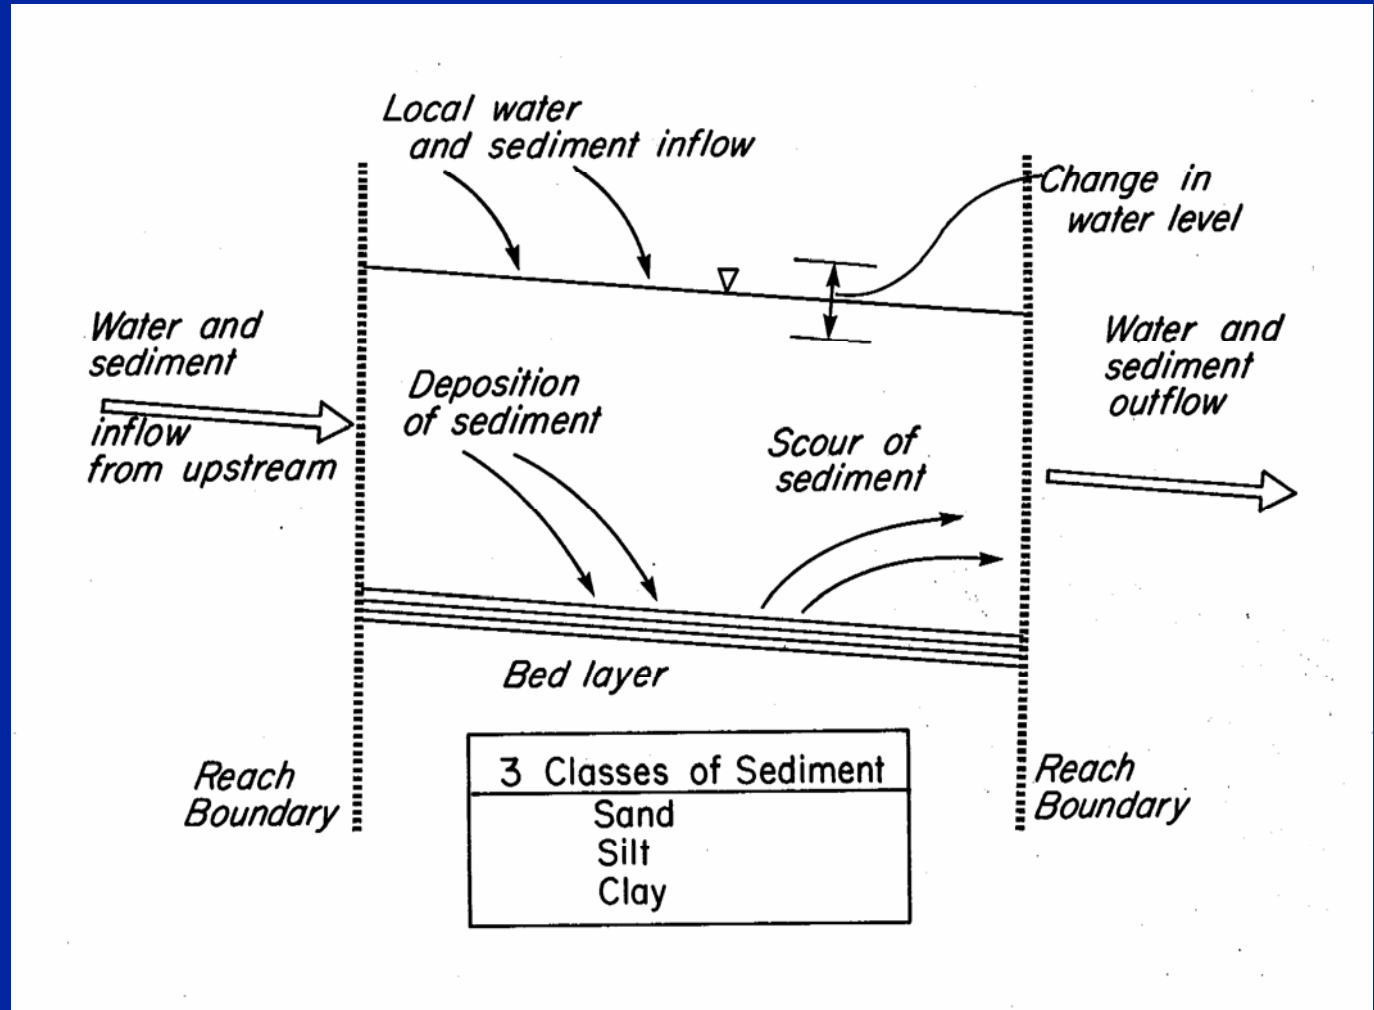 Local water
and sediment inflow
Change in
water level
Water and
sediment
inflow
from upstream
Deposition
of sediment
Scour of
sediment
Water and
sediment
outflow
Bed layer
Reach
Boundary
3 Classes of Sediment
Sand
Silt
Clay
Reach
Boundary